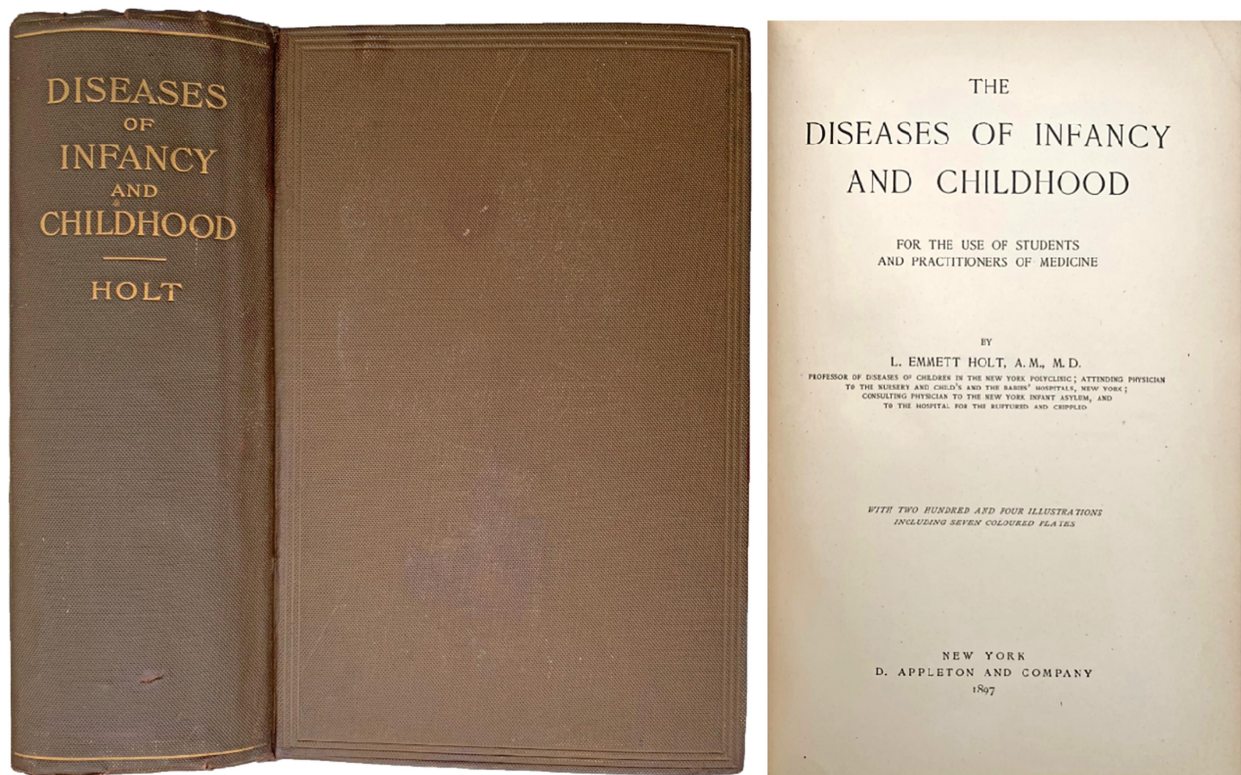 DISEASES
OF
INFANCY
AND
CHILDHOOD
HOLT
THE
DISEASES OF INFANCY
AND CHILDHOOD
FOR THE USE OF STUDENTS
AND PRACTITIONERS OF MEDICINE
BY
L. EMMETT HOLT, A. M., M. D.
PROFESSOR OF DISEASES OF CHILDREN IN THE NEW YORK POLYCLINIC; ATTENDING PHYSICIAN
TO THE NURSERY AND CHILD'S AND THE BABIES' HOSPITALS, NEW YORK;
CONSULTING PHYSICIAN TO THE NEW YORK INFANT ASYLUM, AND
TO THE HOSPITAL FOR THE RUPTURED AND CRIPPLED
WITH TWO HUNDRED AND FOUR ILLUSTRATIONS
INCLUDING SEVEN COLOURED PLATES
NEW YORK
D. APPLETON AND COMPANY
1897